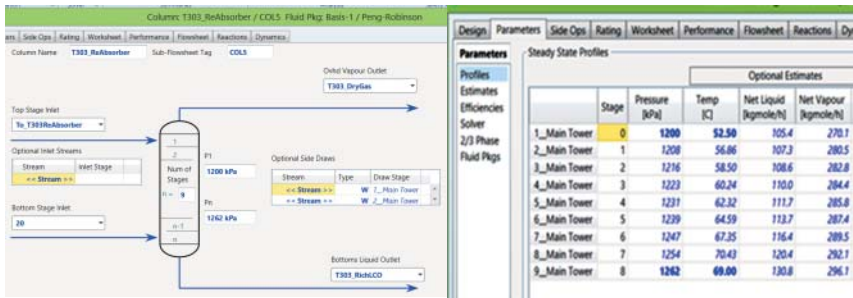 Column: T303_ReAbsorber / COL5 Fluid Pkg: Basis-1 / Peng-Robinson
Side Ops Rating Worksheet Performance Flowsheet Reactions Dynamics
Column Name T303_ReAbsorber Sub-Flowsheet Tag COL5
Ovhd Vapour Outlet
T303_DryGas
Top Stage Inlet
To_T303ReAbsorber
Optional Inlet Streams
Stream Inlet Stage
<< Stream >>
Bottom Stage Inlet
20
1
2
Num of
Stages
n = 9
n-1
n
P1
1200 kPa
Pn
1262 kPa
Optional Side Draws
Stream Type Draw Stage
<< Stream >> W 1_Main Tower
<< Stream >> W 2_Main Tower
Bottoms Liquid Outlet
T303_RichLCO
Design Parameters Side Ops Rating Worksheet Performance Flowsheet Reactions
Parameters
Profiles
Estimates
Efficiencies
Solver
2/3 Phase
Fluid Pkgs
Steady State Profiles
Optional Estimates
Stage Pressure [kPa] Temp [C] Net Liquid [kgmole/h] Net Vapour [kgmole/h]
1_Main Tower 0 1200 52.50 105.4 270.1
2_Main Tower 1 1208 56.86 107.3 280.5
3_Main Tower 2 1216 58.50 108.6 282.8
4_Main Tower 3 1223 60.24 110.0 284.4
5_Main Tower 4 1231 62.32 111.7 285.8
6_Main Tower 5 1239 64.59 113.7 287.4
7_Main Tower 6 1247 67.35 116.4 289.5
8_Main Tower 7 1254 70.43 120.4 292.1
9_Main Tower 8 1262 69.00 130.8 296.1